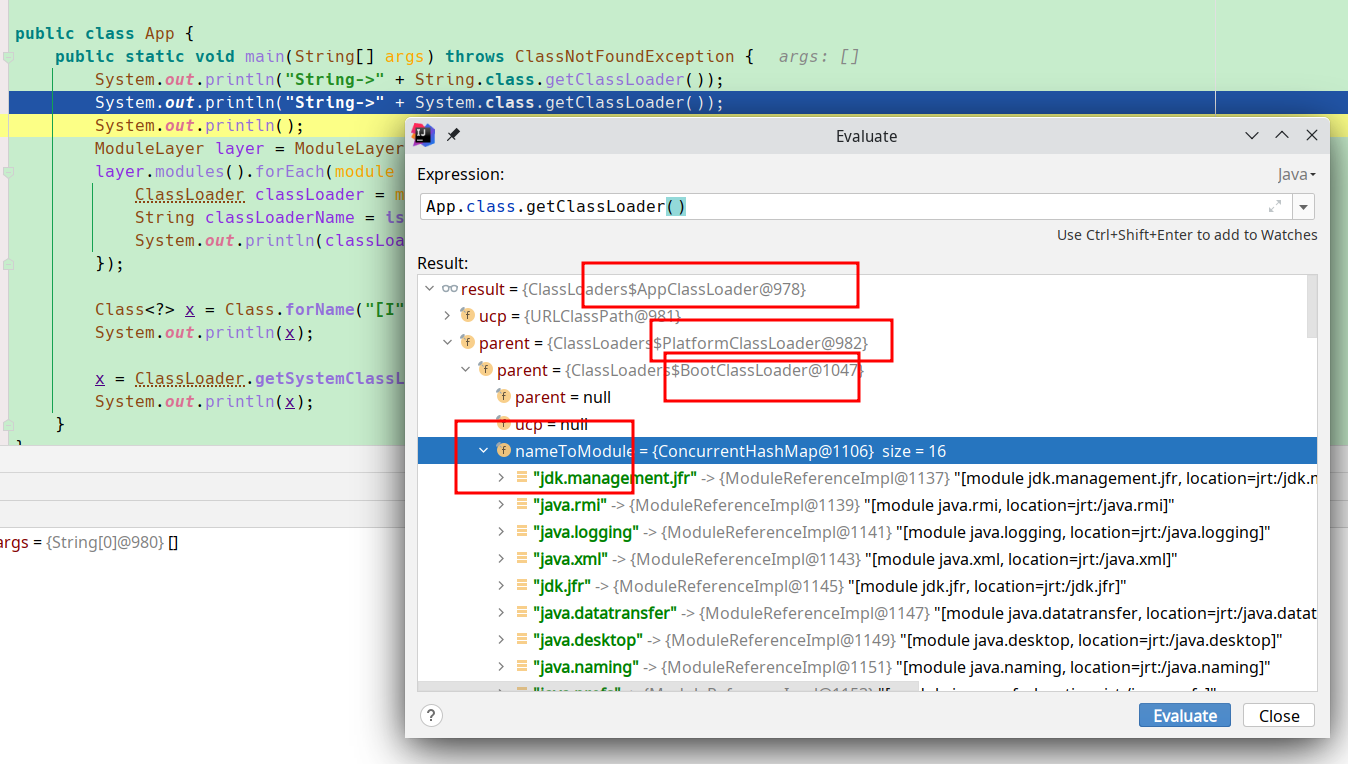 public class App {
public static void main(String[] args) throws ClassNotFoundException { args: []
System.out.println("String->" + String.class.getClassLoader());
System.out.println("String->" + System.class.getClassLoader());
System.out.println();
ModuleLayer layer = ModuleLayer
layer.modules().forEach(module
ClassLoader classLoader = m
String classLoaderName = is
System.out.println(classLoa
});
Class<?> x = Class.forName("[I"
System.out.println(x);
x = ClassLoader.getSystemClassL
System.out.println(x);
}
args = {String[0]@980} []
Evaluate
Expression:
Java
App.class.getClassLoader()
Use Ctrl+Shift+Enter to add to Watches
Result:
result = {ClassLoaders$AppClassLoader@978}
ucp = {URLClassPath@981}
parent = {ClassLoaders$PlatformClassLoader@982}
parent = {ClassLoaders$BootClassLoader@1047}
parent = null
ucp = null
nameToModule = {ConcurrentHashMap@1106} size = 16
"jdk.management.jfr" -> {ModuleReferenceImpl@1137} "[module jdk.management.jfr, location=jrt:/jdk.m
"java.rmi" -> {ModuleReferenceImpl@1139} "[module java.rmi, location=jrt:/java.rmi]"
"java.logging" -> {ModuleReferenceImpl@1141} "[module java.logging, location=jrt:/java.logging]"
"java.xml" -> {ModuleReferenceImpl@1143} "[module java.xml, location=jrt:/java.xml]"
"jdk.jfr" -> {ModuleReferenceImpl@1145} "[module jdk.jfr, location=jrt:/jdk.jfr]"
"java.datatransfer" -> {ModuleReferenceImpl@1147} "[module java.datatransfer, location=jrt:/java.datat
"java.desktop" -> {ModuleReferenceImpl@1149} "[module java.desktop, location=jrt:/java.desktop]"
"java.naming" -> {ModuleReferenceImpl@1151} "[module java.naming, location=jrt:/java.naming]"
?
Evaluate
Close